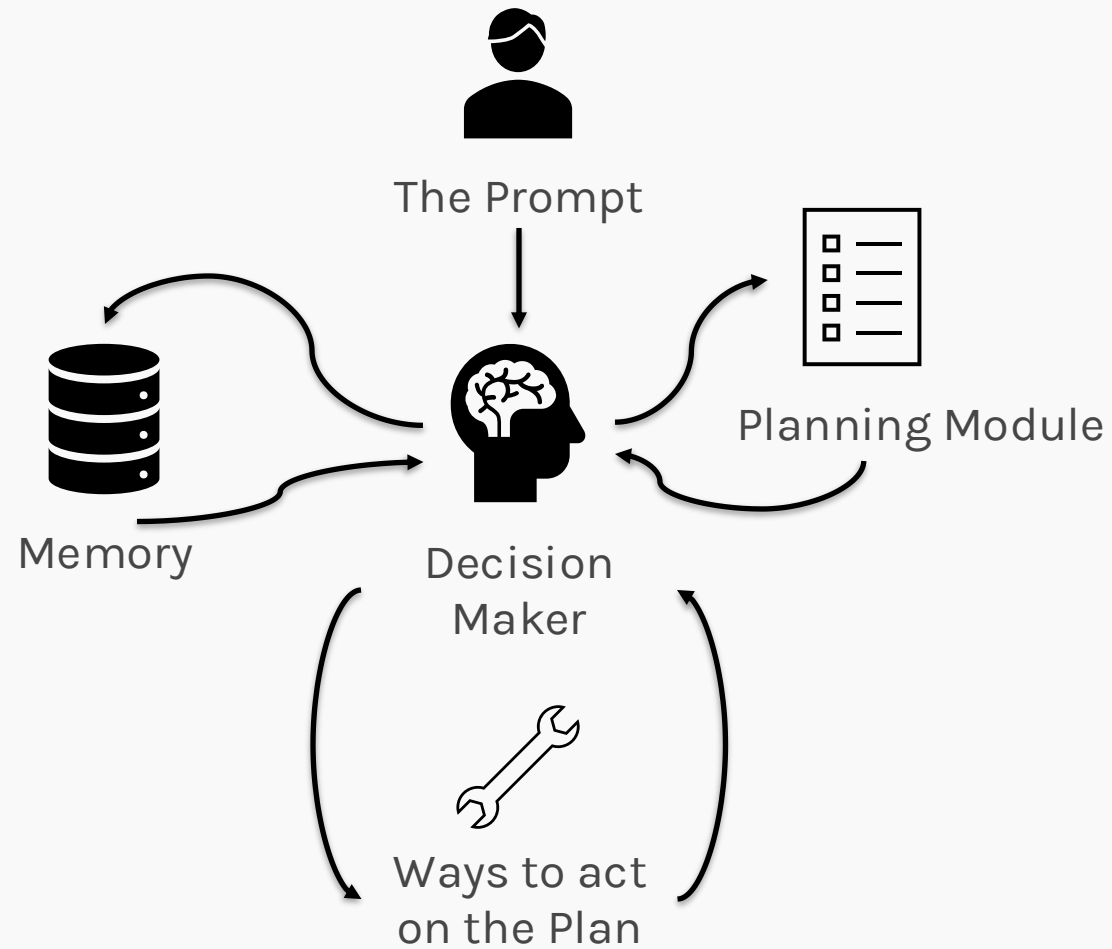 The Prompt
Planning Module
Memory
Decision
Maker
Ways to act
on the Plan